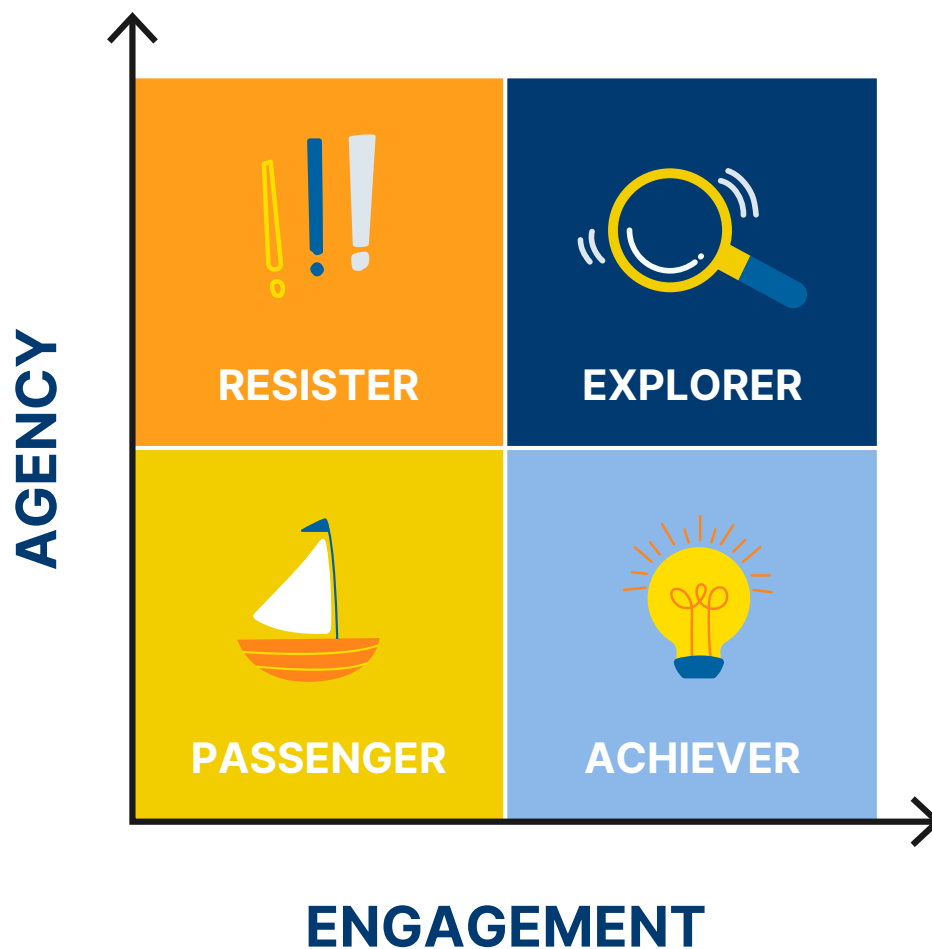 AGENCY
RESISTER
EXPLORER
PASSENGER
ACHIEVER
ENGAGEMENT